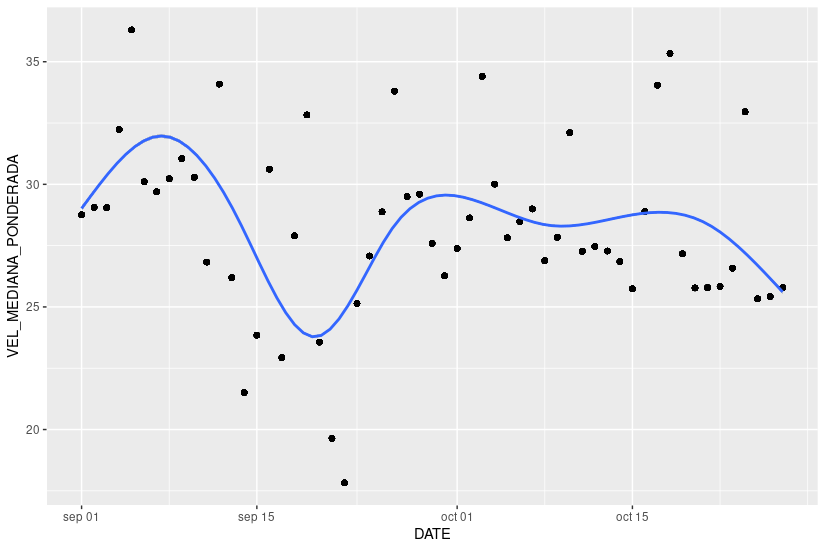 35
30
25
20
VEL_MEDIANA_PONDERADA
sep 01
sep 15
oct 01
oct 15
DATE